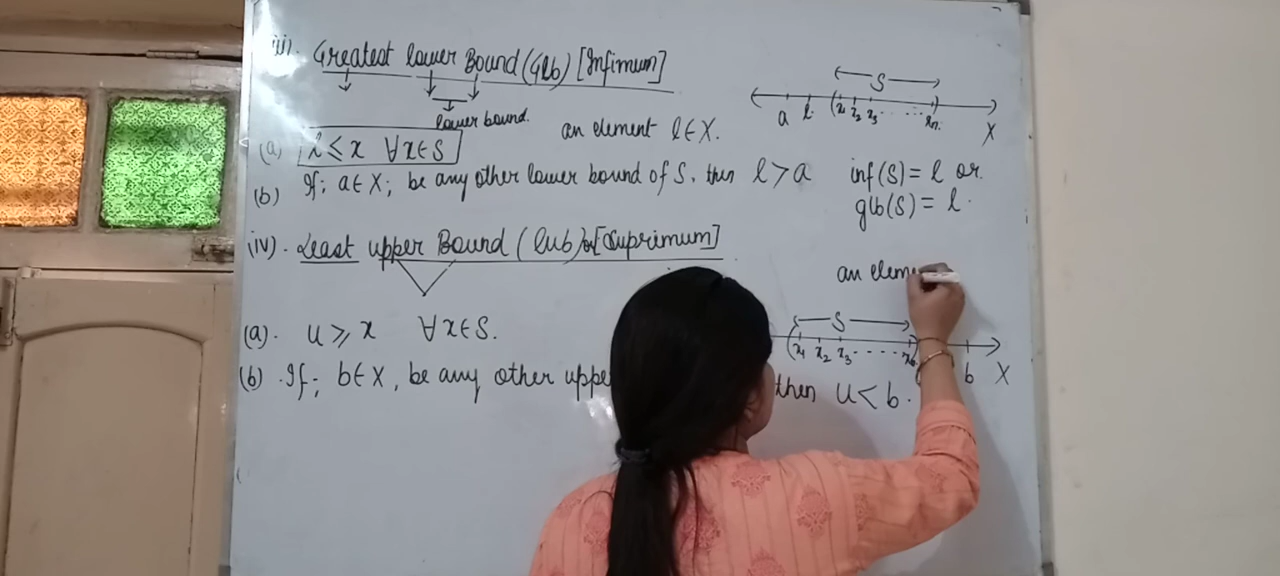 iii). Greatest lower Bound (Glb) [Infimum]
lower bound.
an element l ∈ X.
S
a l x1 x2 x3 ..... xn. X
(a) l ≤ x ∀ x ∈ S
(b) If; a ∈ X; be any other lower bound of S, then l > a
inf(S) = l or.
glb(S) = l.
iv). Least upper Bound (lub) or [Suprimum]
an elem
S
x1 x2 x3 ..... b X
(a). u ≥ x ∀ x ∈ S.
(b) If; b ∈ X, be any other uppe then u < b.